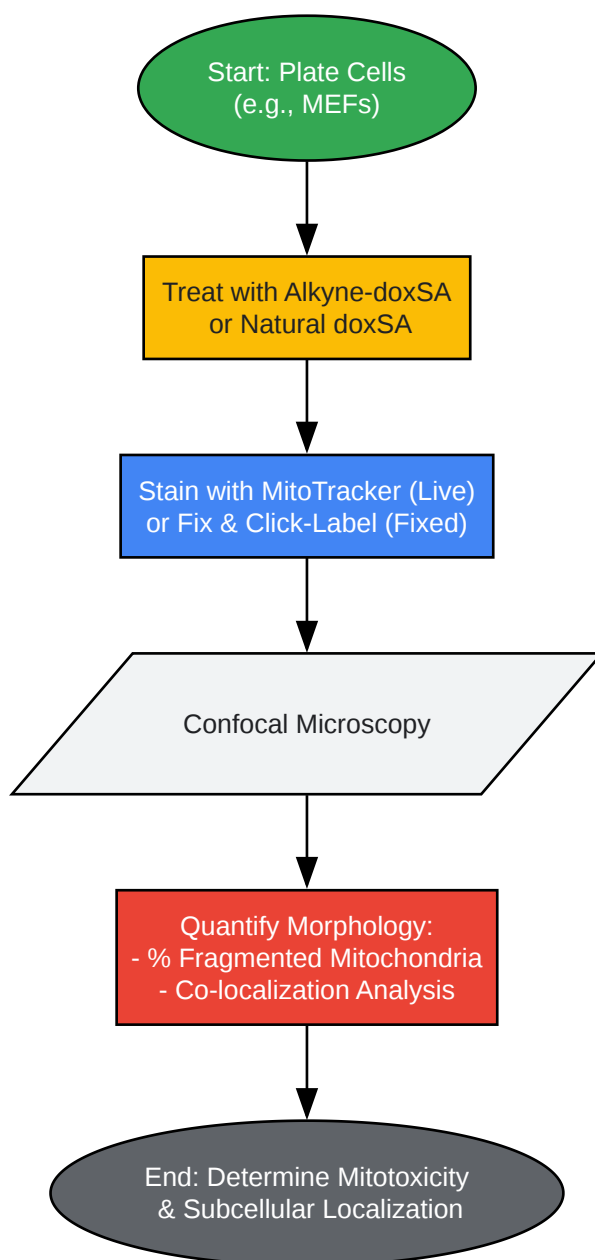 Start: Plate Cells
(e.g., MEFs)
Treat with Alkyne-doxSA
or Natural doxSA
Stain with MitoTracker (Live)
or Fix & Click-Label (Fixed)
Confocal Microscopy
Quantify Morphology:
- % Fragmented Mitochondria
- Co-localization Analysis
End: Determine Mitotoxicity
& Subcellular Localization